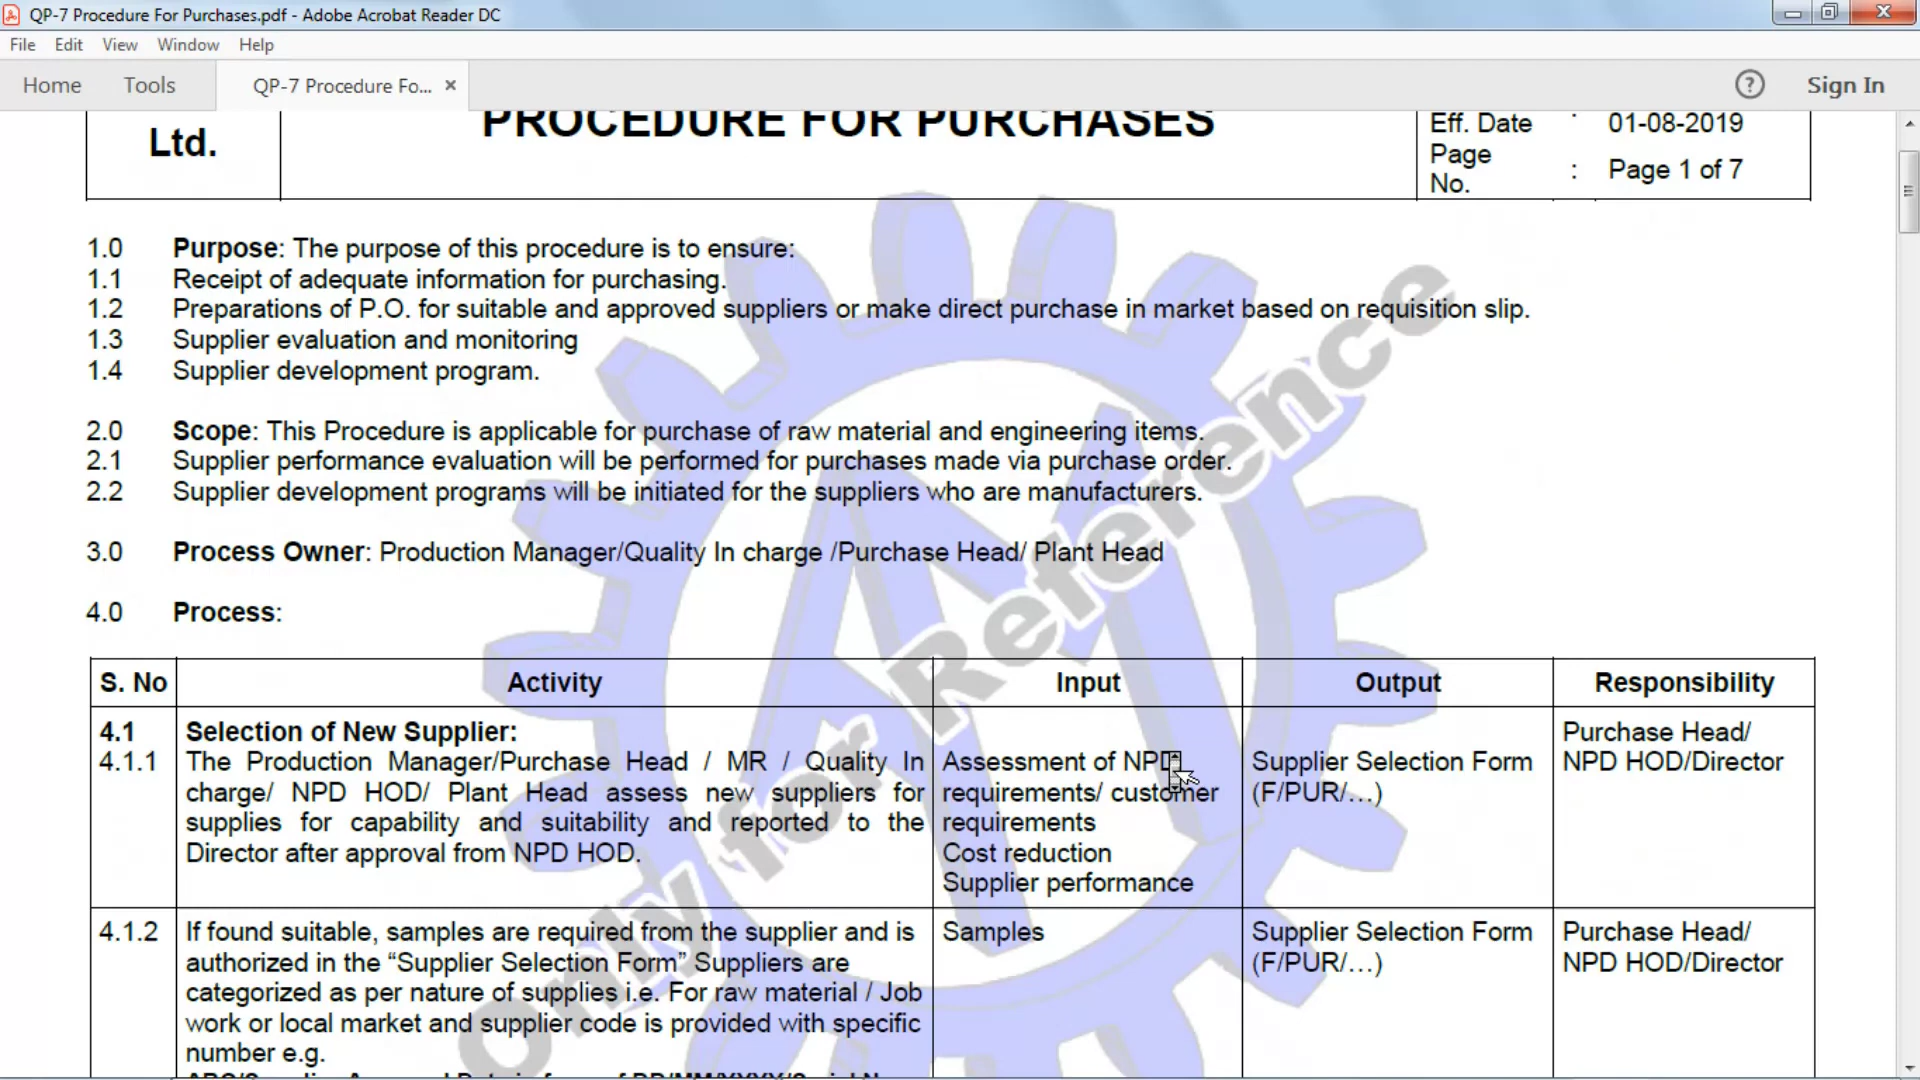 QP-7 Procedure For Purchases.pdf - Adobe Acrobat Reader DC
File Edit View Window Help
Home Tools QP-7 Procedure Fo... × ? Sign In
Ltd. PROCEDURE FOR PURCHASES Eff. Date : 01-08-2019
Page No. : Page 1 of 7
1.0 Purpose: The purpose of this procedure is to ensure:
1.1 Receipt of adequate information for purchasing.
1.2 Preparations of P.O. for suitable and approved suppliers or make direct purchase in market based on requisition slip.
1.3 Supplier evaluation and monitoring
1.4 Supplier development program.
2.0 Scope: This Procedure is applicable for purchase of raw material and engineering items.
2.1 Supplier performance evaluation will be performed for purchases made via purchase order.
2.2 Supplier development programs will be initiated for the suppliers who are manufacturers.
3.0 Process Owner: Production Manager/Quality In charge /Purchase Head/ Plant Head
4.0 Process:
S. No Activity Input Output Responsibility
4.1 Selection of New Supplier:
4.1.1 The Production Manager/Purchase Head / MR / Quality In
charge/ NPD HOD/ Plant Head assess new suppliers for
supplies for capability and suitability and reported to the
Director after approval from NPD HOD.
Assessment of NPD
requirements/ customer
requirements
Cost reduction
Supplier performance
Supplier Selection Form
(F/PUR/…)
Purchase Head/
NPD HOD/Director
4.1.2 If found suitable, samples are required from the supplier and is
authorized in the “Supplier Selection Form” Suppliers are
categorized as per nature of supplies i.e. For raw material / Job
work or local market and supplier code is provided with specific
number e.g.
Samples
Supplier Selection Form
(F/PUR/…)
Purchase Head/
NPD HOD/Director
Only for Reference